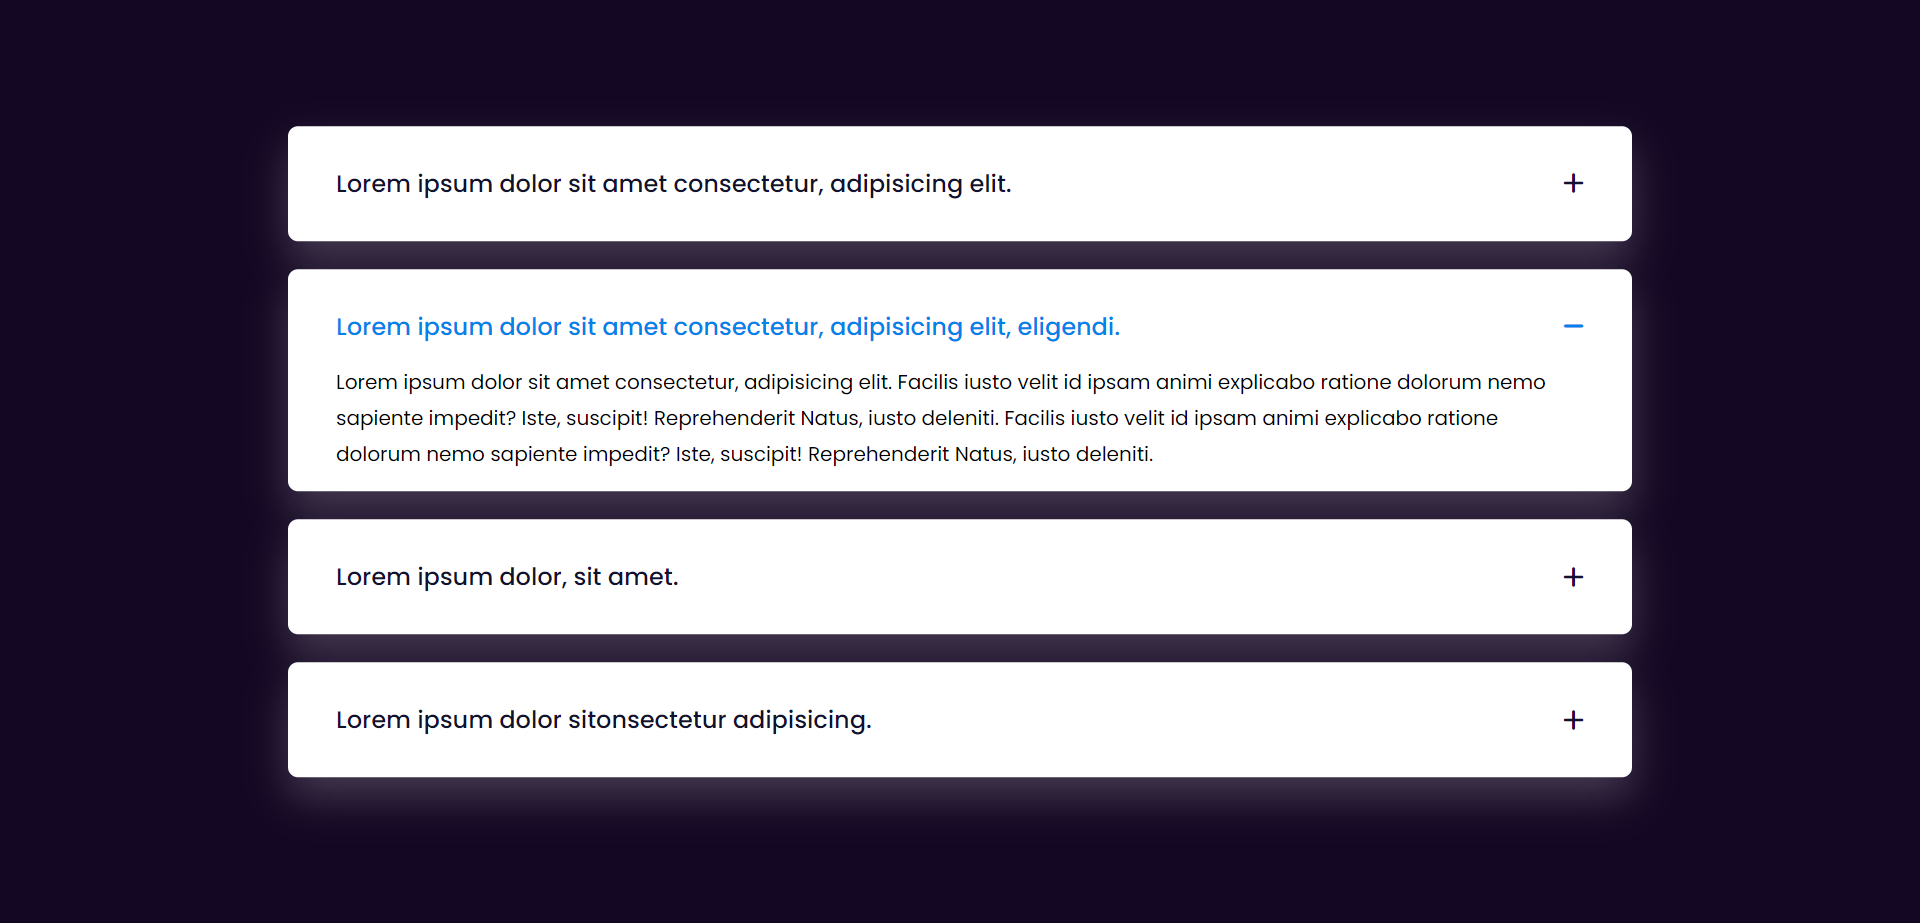 Lorem ipsum dolor sit amet consectetur, adipisicing elit.
Lorem ipsum dolor sit amet consectetur, adipisicing elit, eligendi.
Lorem ipsum dolor sit amet consectetur, adipisicing elit. Facilis iusto velit id ipsam animi explicabo ratione dolorum nemo
sapiente impedit? Iste, suscipit! Reprehenderit Natus, iusto deleniti. Facilis iusto velit id ipsam animi explicabo ratione
dolorum nemo sapiente impedit? Iste, suscipit! Reprehenderit Natus, iusto deleniti.
Lorem ipsum dolor, sit amet.
Lorem ipsum dolor sitonsectetur adipisicing.